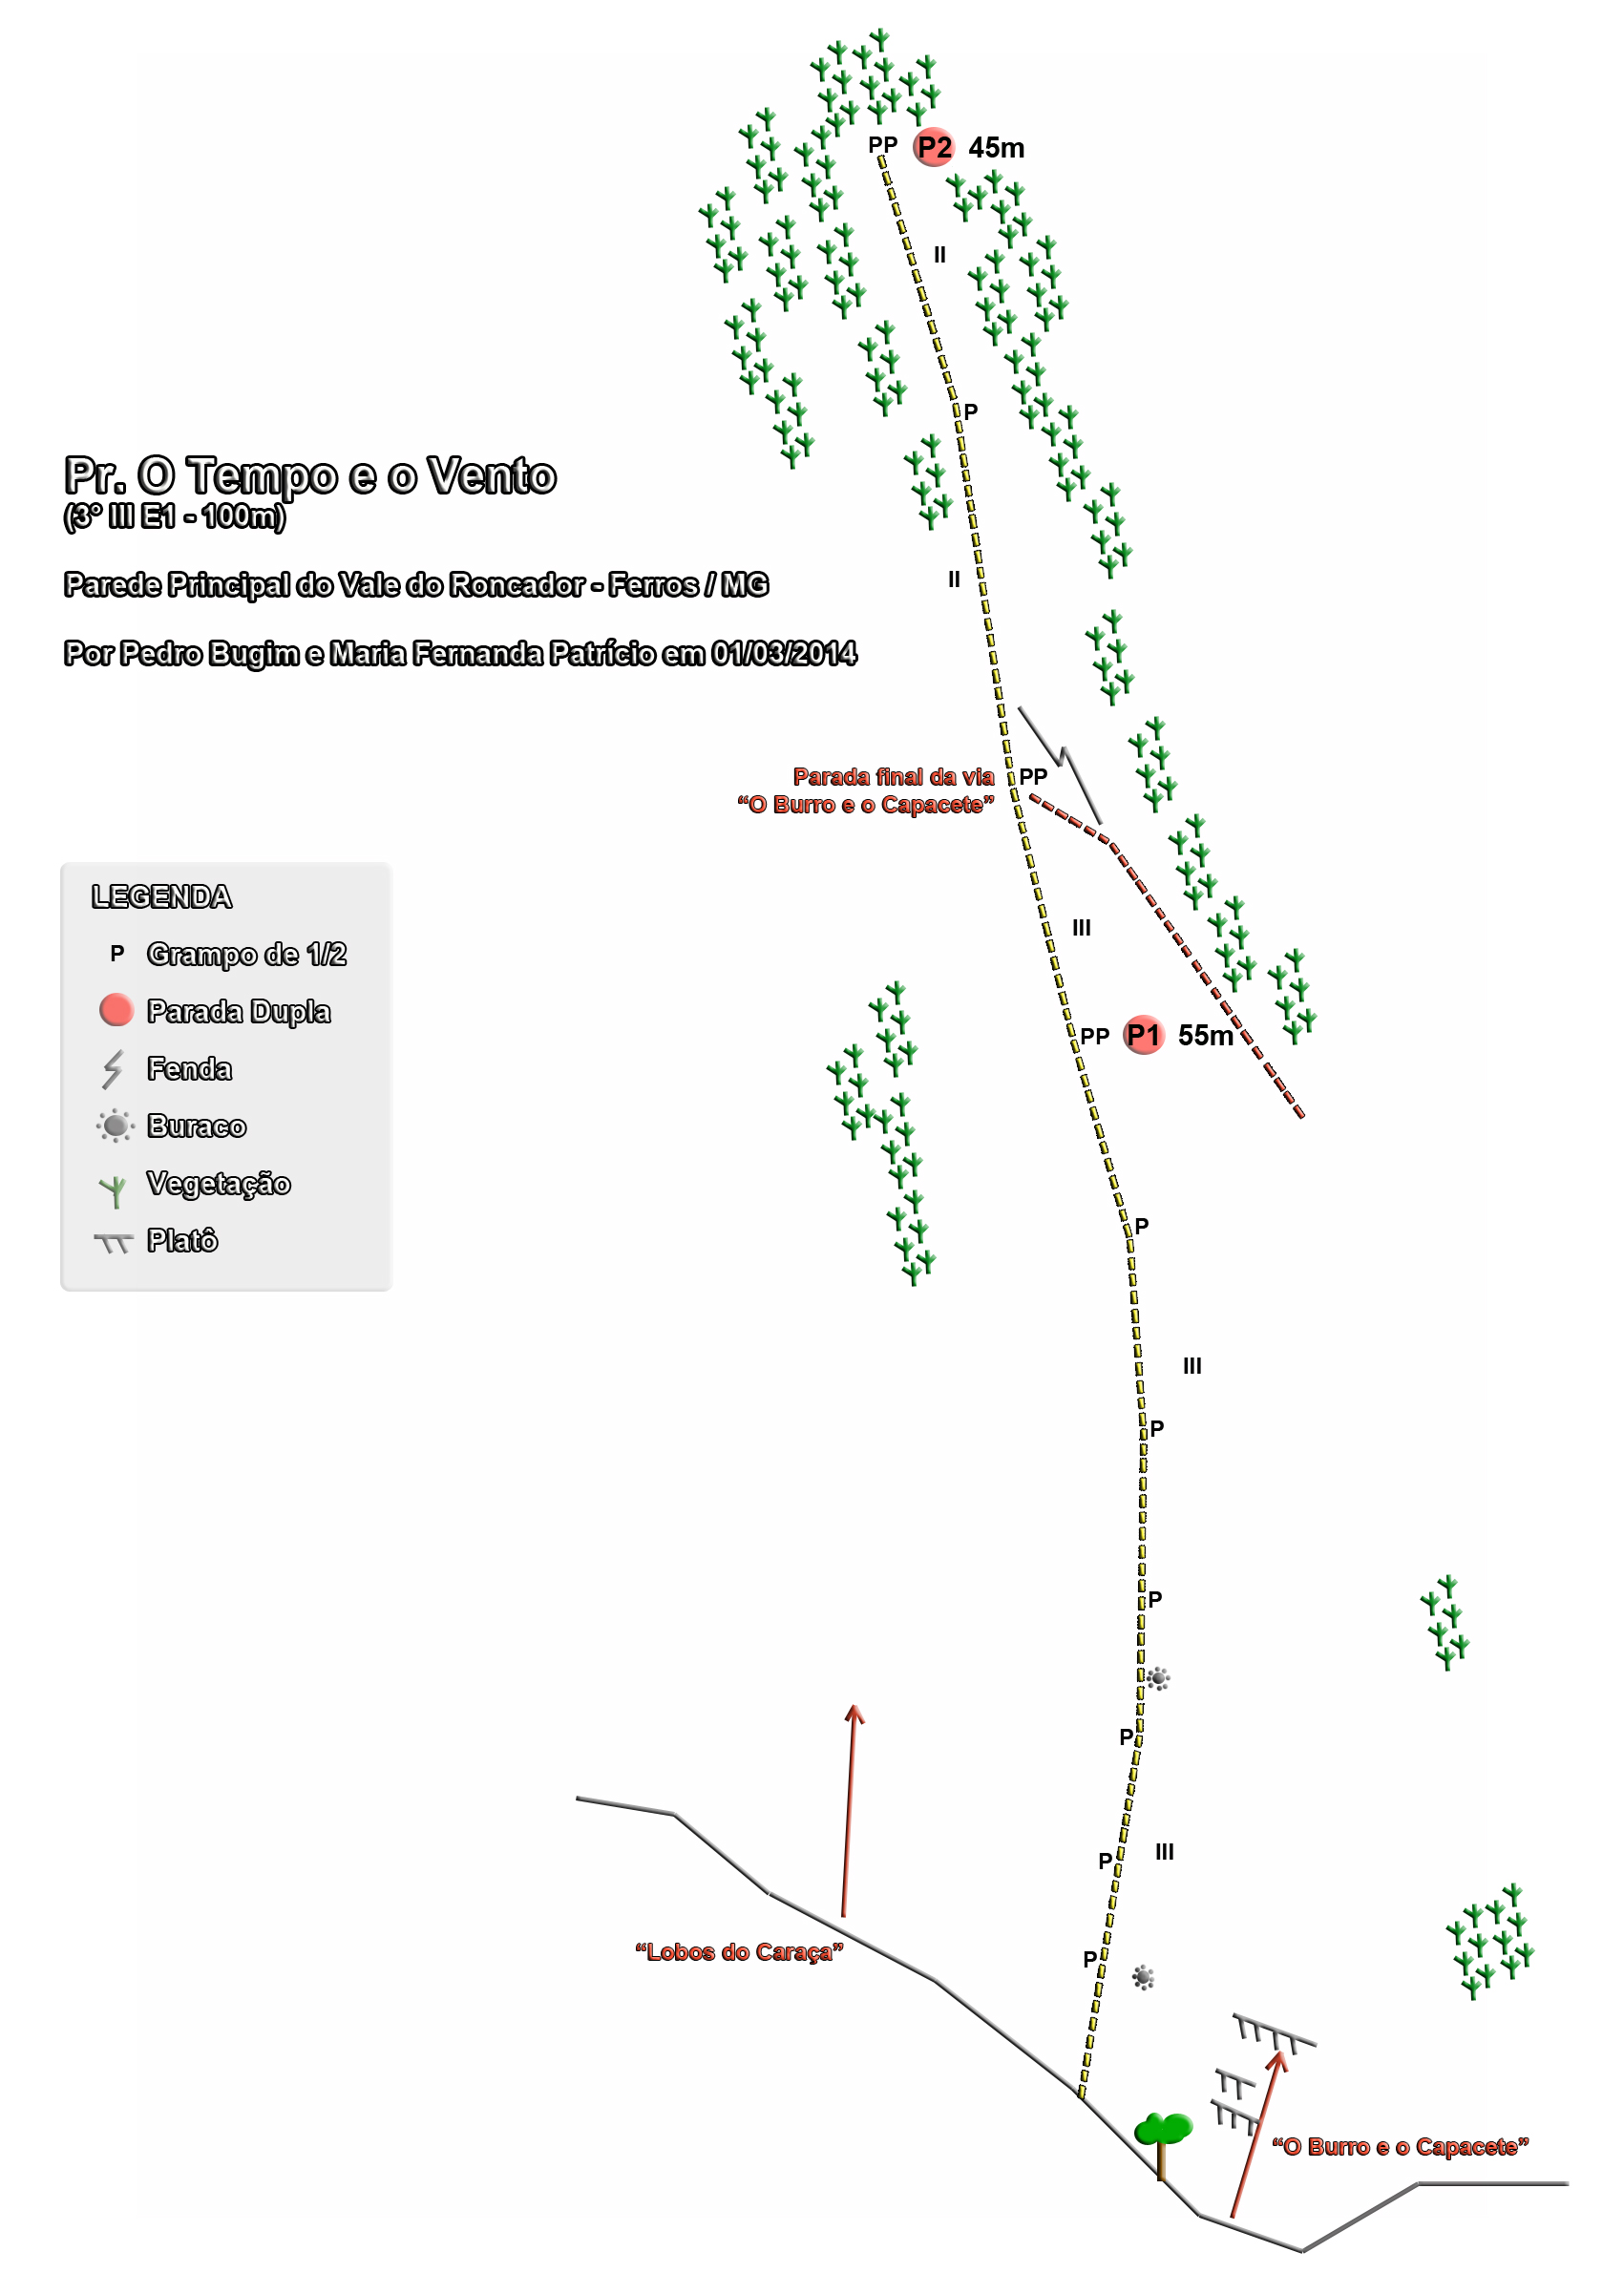 PP P2 45m
II
P
Pr. O Tempo e o Vento
(3° III E1 - 100m)
II
Parede Principal do Vale do Roncador - Ferros / MG
Por Pedro Bugim e Maria Fernanda Patrício em 01/03/2014
Parada final da via
“O Burro e o Capacete”
PP
LEGENDA
P Grampo de 1/2
Parada Dupla
Fenda
Buraco
Vegetação
Platô
III
PP P1 55m
P
III
P
P
P
P
III
P
“Lobos do Caraça”
“O Burro e o Capacete”